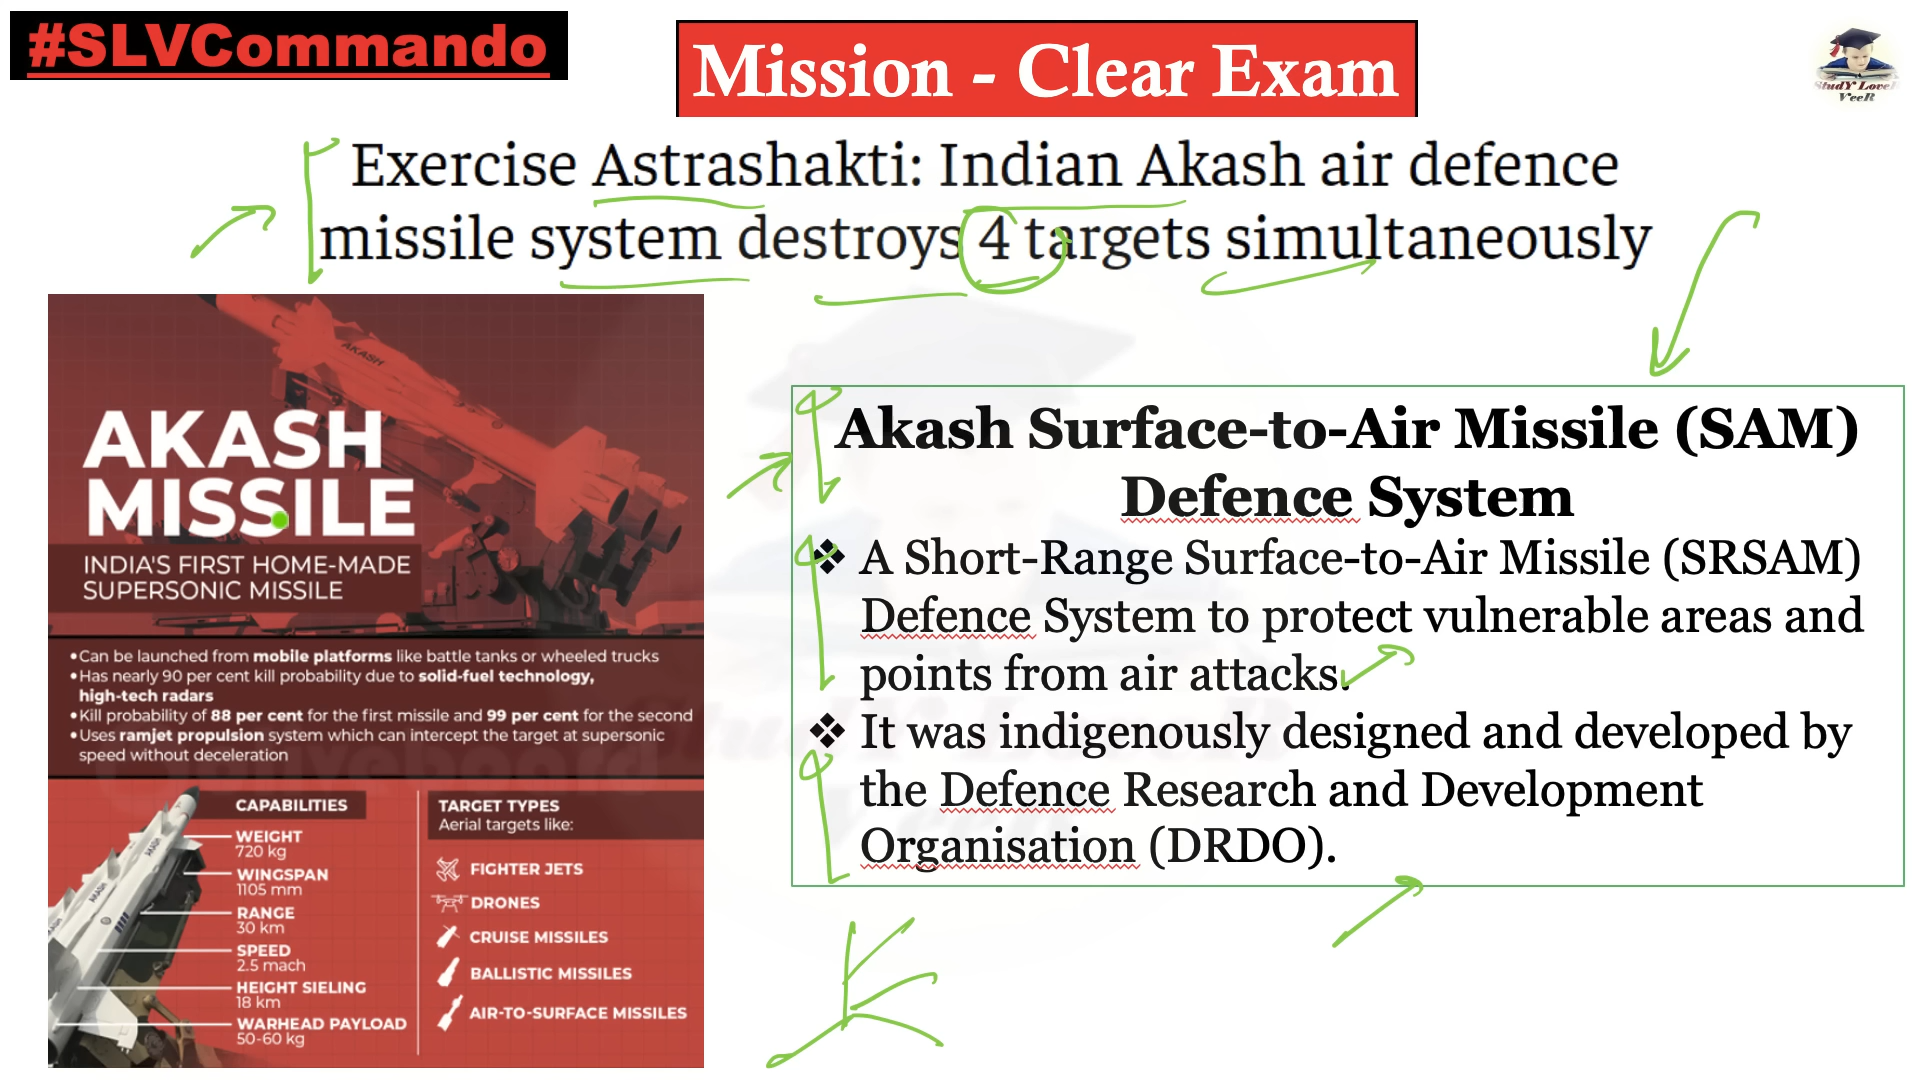 #SLVCommando
Mission - Clear Exam
StudY LoveR
VeeR
Exercise Astrashakti: Indian Akash air defence
missile system destroys 4 targets simultaneously
AKASH
AKASH
MISSILE
INDIA'S FIRST HOME-MADE
SUPERSONIC MISSILE
•Can be launched from mobile platforms like battle tanks or wheeled trucks
•Has nearly 90 per cent kill probability due to solid-fuel technology,
high-tech radars
•Kill probability of 88 per cent for the first missile and 99 per cent for the second
•Uses ramjet propulsion system which can intercept the target at supersonic
speed without deceleration
CAPABILITIES
WEIGHT
720 kg
WINGSPAN
1105 mm
RANGE
30 km
SPEED
2.5 mach
HEIGHT SIELING
18 km
WARHEAD PAYLOAD
50-60 kg
AKASH
AKASH
TARGET TYPES
Aerial targets like:
FIGHTER JETS
DRONES
CRUISE MISSILES
BALLISTIC MISSILES
AIR-TO-SURFACE MISSILES
Akash Surface-to-Air Missile (SAM)
Defence System
❖ A Short-Range Surface-to-Air Missile (SRSAM)
Defence System to protect vulnerable areas and
points from air attacks.
❖ It was indigenously designed and developed by
the Defence Research and Development
Organisation (DRDO).